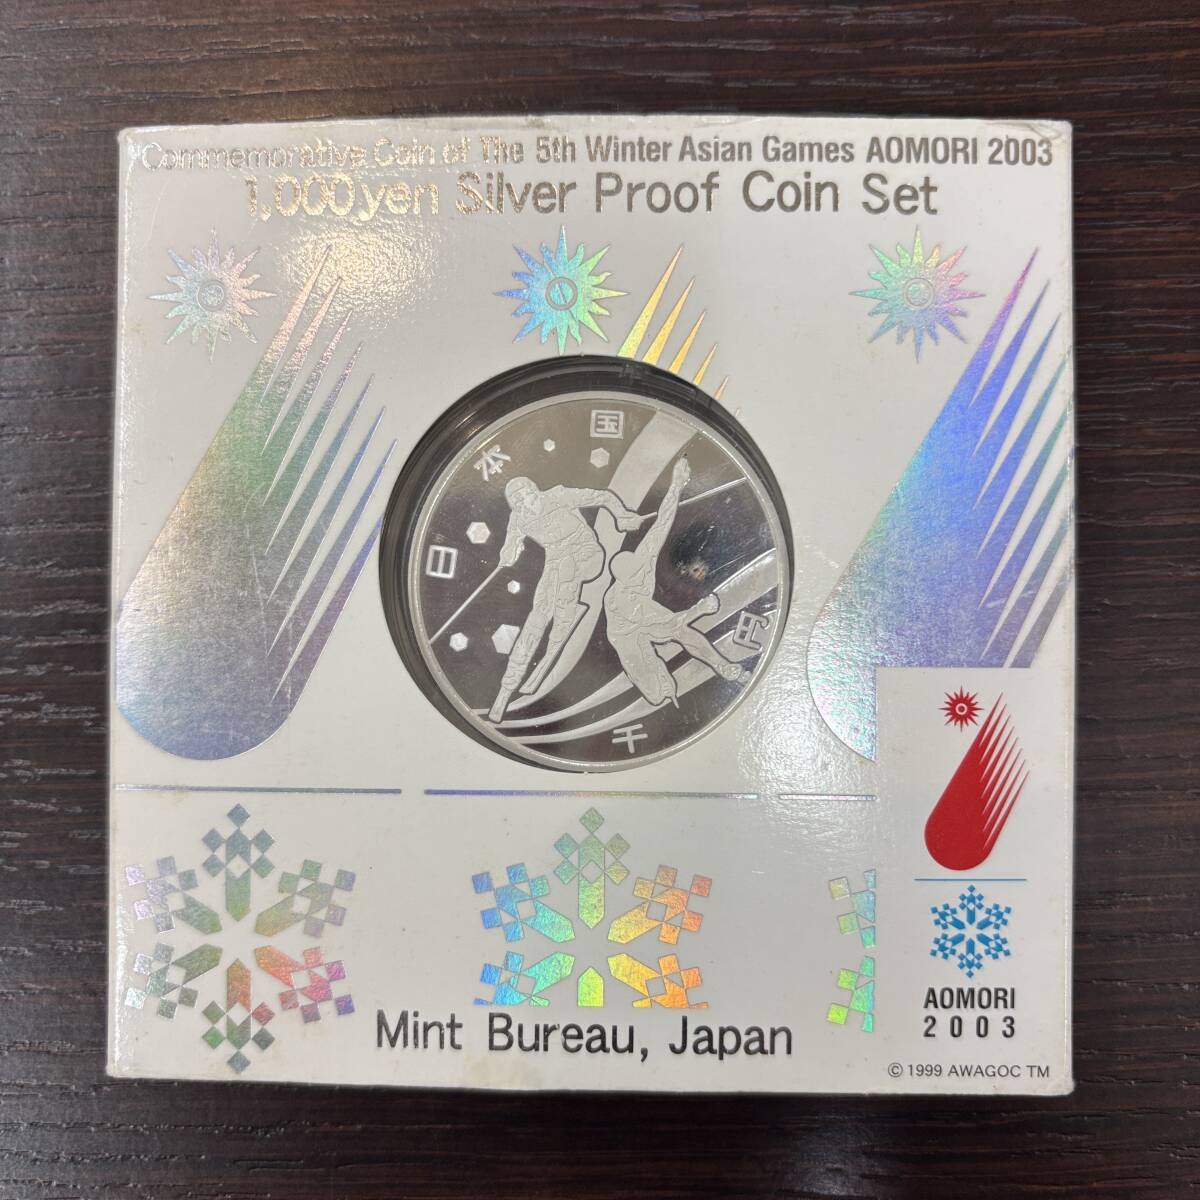 Commemorative Coin of The 5th Winter Asian Games AOMORI 2003
1,000yen Silver Proof Coin Set
日本国
千円
AOMORI
2003
Mint Bureau, Japan
© 1999 AWAGOC TM